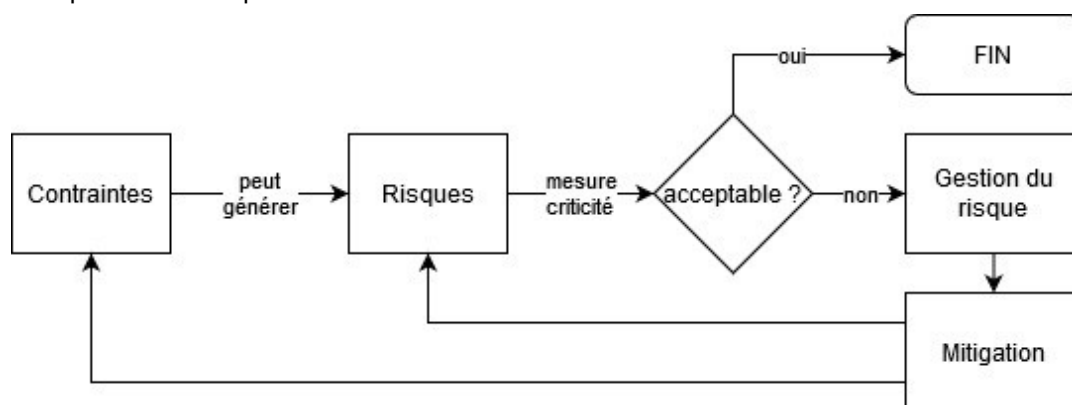 oui
FIN
Contraintes
peut
générer
Risques
mesure
criticité
acceptable ?
non
Gestion du
risque
Mitigation